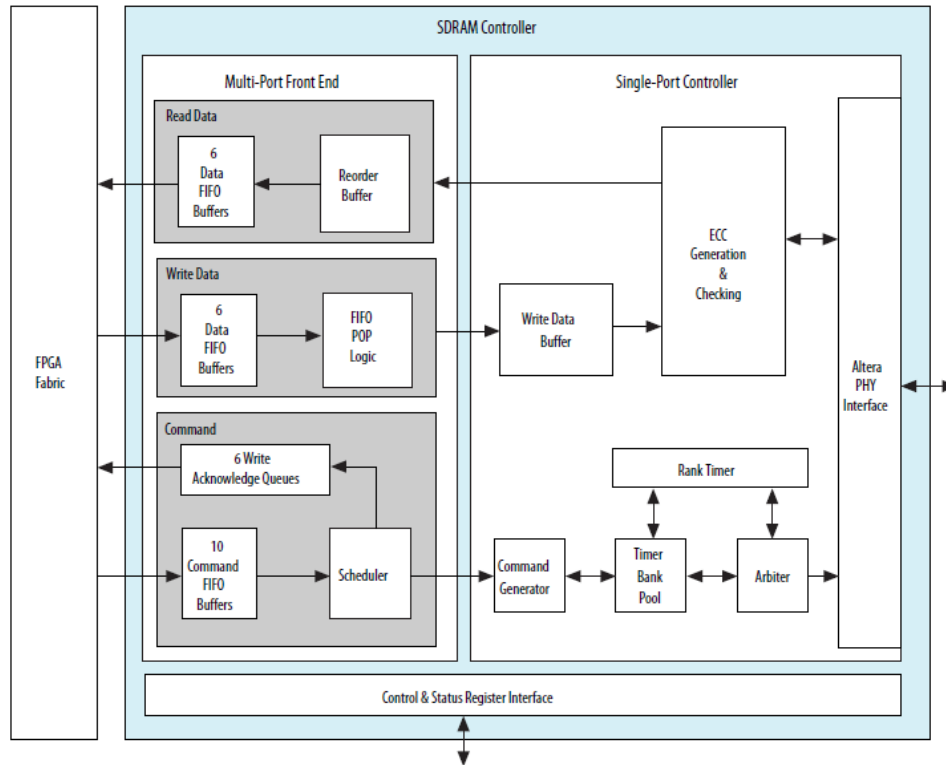 SDRAM Controller
Multi-Port Front End
Single-Port Controller
Read Data
6
Data
FIFO
Buffers
Reorder
Buffer
ECC
Generation
&
Checking
Write Data
6
Data
FIFO
Buffers
FIFO
POP
Logic
Write Data
Buffer
FPGA
Fabric
Altera
PHY
Interface
Command
6 Write
Acknowledge Queues
Rank Timer
10
Command
FIFO
Buffers
Scheduler
Command
Generator
Timer
Bank
Pool
Arbiter
Control & Status Register Interface